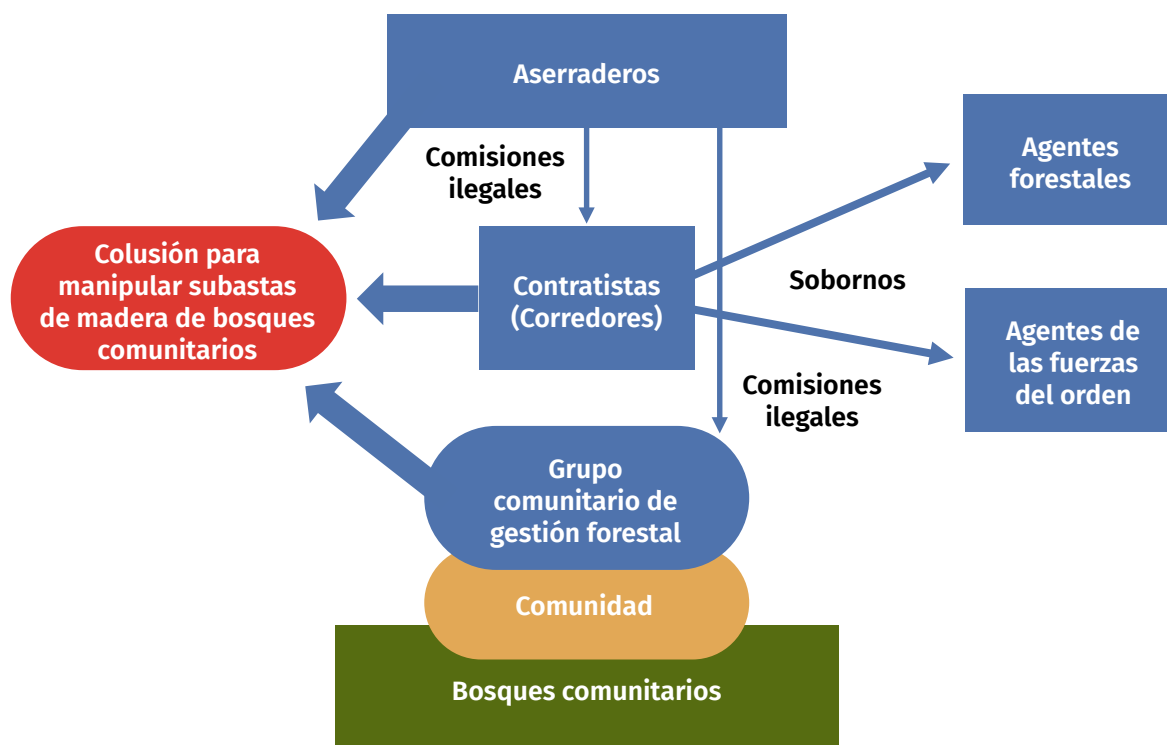 Aserraderos
Comisiones
ilegales
Agentes
forestales
Colusión para
manipular subastas
de madera de bosques
comunitarios
Contratistas
(Corredores)
Sobornos
Agentes de
las fuerzas
del orden
Comisiones
ilegales
Grupo
comunitario de
gestión forestal
Comunidad
Bosques comunitarios